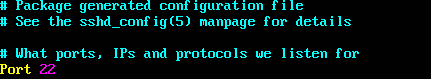 # Package generated configuration file
# See the sshd_config(5) manpage for details
# What ports, IPs and protocols we listen for
Port 22